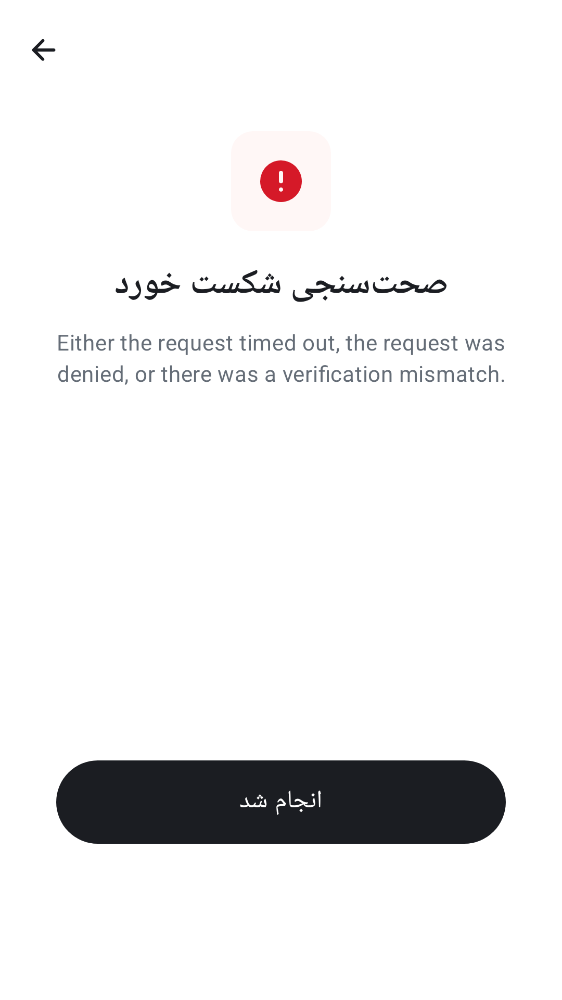 صحت‌سنجی شکست خورد
Either the request timed out, the request was
denied, or there was a verification mismatch.
انجام شد